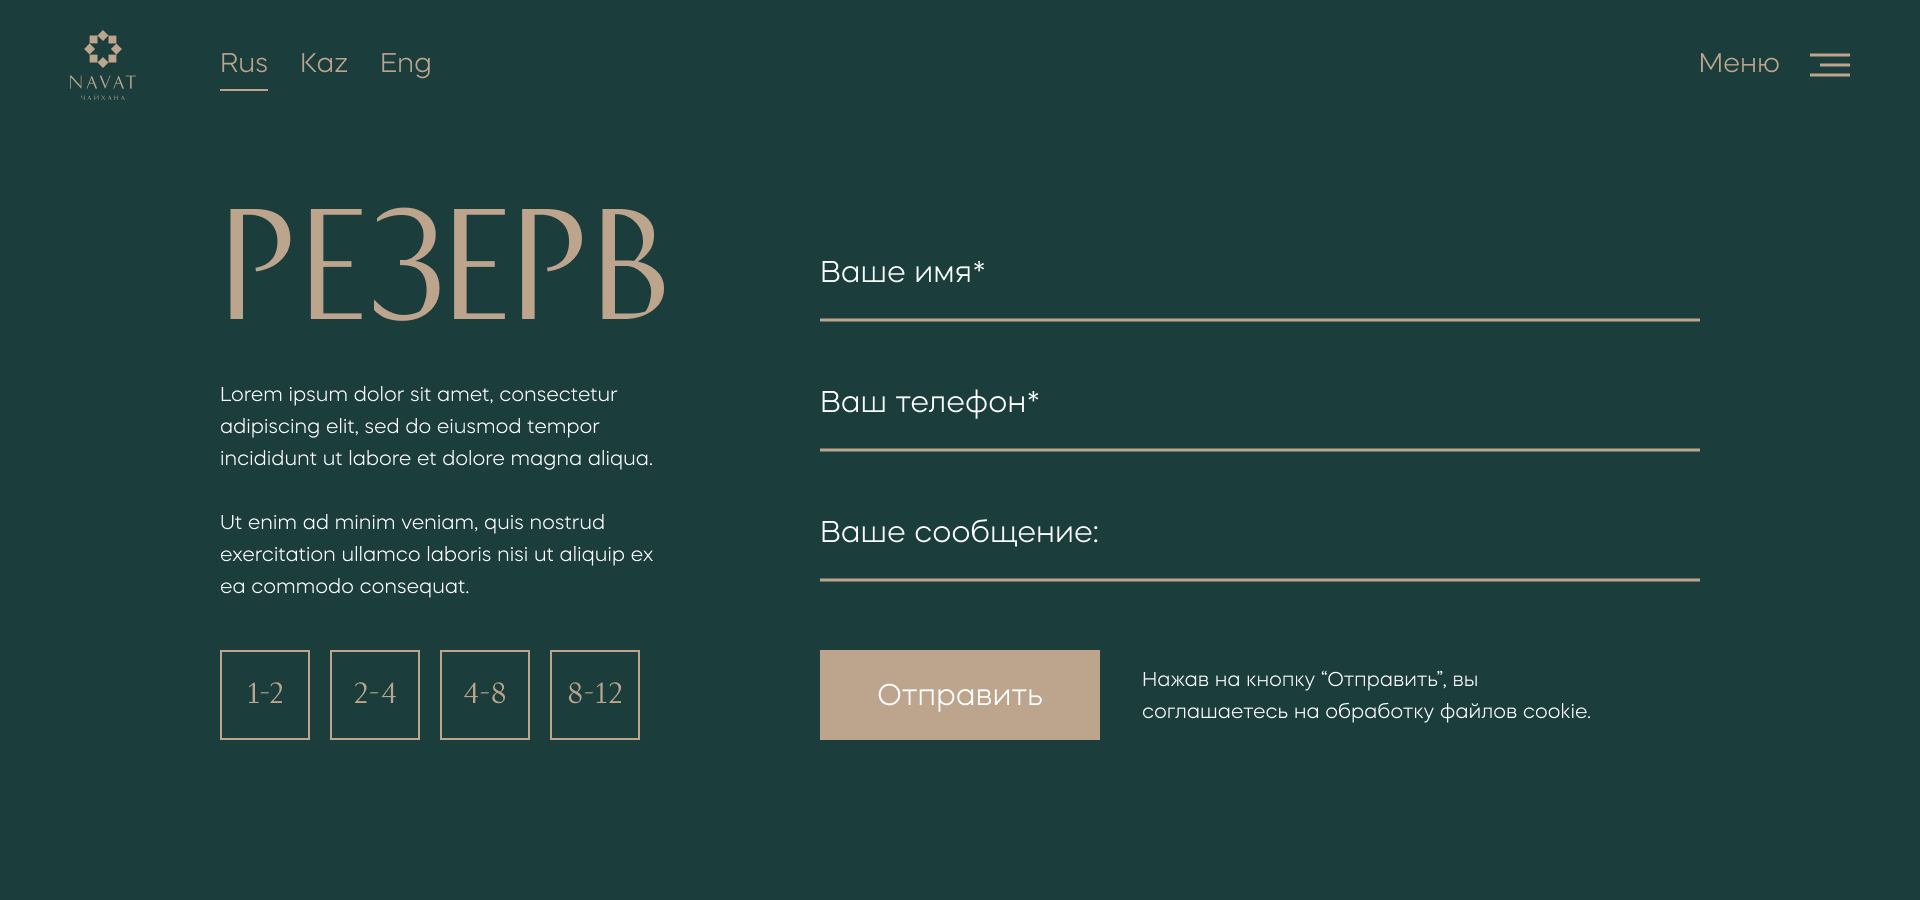 NAVAT
ЧАЙХАНА
Rus Kaz Eng
Меню
РЕЗЕРВ
Lorem ipsum dolor sit amet, consectetur
adipiscing elit, sed do eiusmod tempor
incididunt ut labore et dolore magna aliqua.
Ut enim ad minim veniam, quis nostrud
exercitation ullamco laboris nisi ut aliquip ex
ea commodo consequat.
1-2 2-4 4-8 8-12
Ваше имя*
Ваш телефон*
Ваше сообщение:
Отправить
Нажав на кнопку “Отправить”, вы
соглашаетесь на обработку файлов cookie.